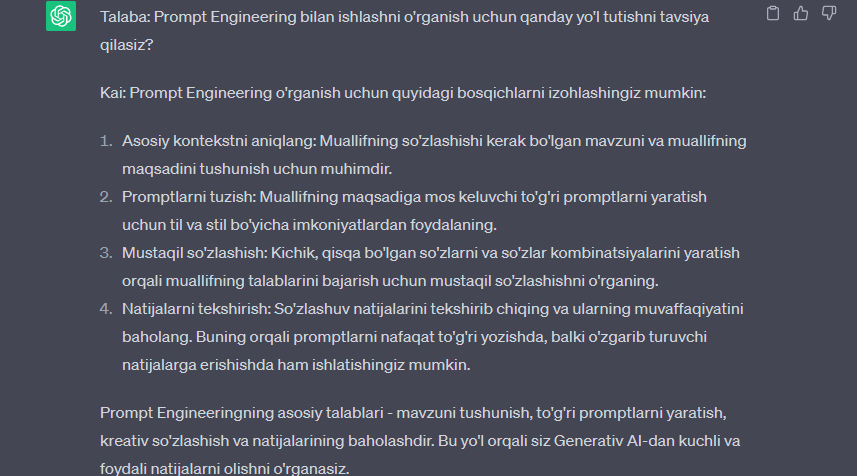 Talaba: Prompt Engineering bilan ishlashni o'rganish uchun qanday yo'l tutishni tavsiya
qilasiz?
Kai: Prompt Engineering o'rganish uchun quyidagi bosqichlarni izohlashingiz mumkin:
1. Asosiy kontekstni aniqlang: Muallifning so'zlashishi kerak bo'lgan mavzuni va muallifning
maqsadini tushunish uchun muhimdir.
2. Promptlarni tuzish: Muallifning maqsadiga mos keluvchi to'g'ri promptlarni yaratish
uchun til va stil bo'yicha imkoniyatlardan foydalaning.
3. Mustaqil so'zlashish: Kichik, qisqa bo'lgan so'zlarni va so'zlar kombinatsiyalarini yaratish
orqali muallifning talablarini bajarish uchun mustaqil so'zlashishni o'rganing.
4. Natijalarni tekshirish: So'zlashuv natijalarini tekshirib chiqing va ularning muvaffaqiyatini
baholang. Buning orqali promptlarni nafaqat to'g'ri yozishda, balki o'zgarib turuvchi
natijalarga erishishda ham ishlatishingiz mumkin.
Prompt Engineeringning asosiy talablari - mavzuni tushunish, to'g'ri promptlarni yaratish,
kreativ so'zlashish va natijalarining baholashdir. Bu yo'l orqali siz Generativ AI-dan kuchli va
foydali natijalarni olishni o'rganasiz.